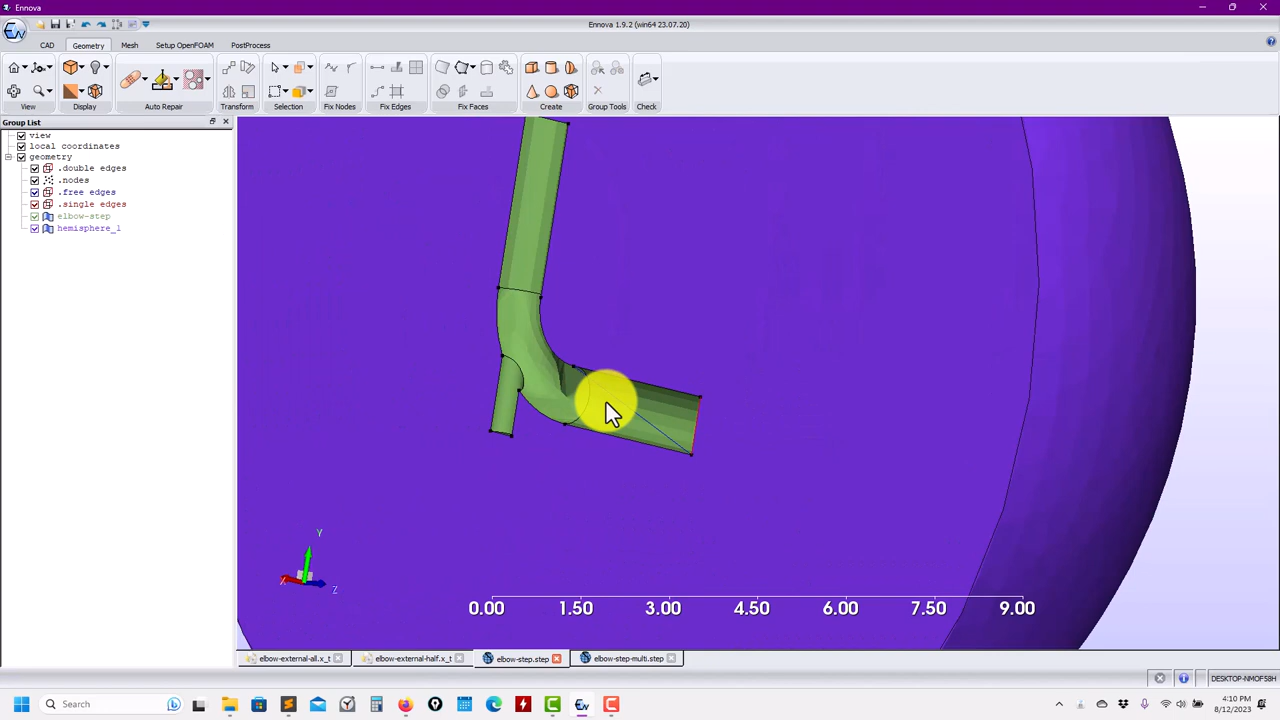 Ennova
Ennova 1.9.2 (win64 23.07.20)
CAD
Geometry
Mesh
Setup OpenFOAM
PostProcess
View
Display
Auto Repair
Transform
Selection
Fix Nodes
Fix Edges
Fix Faces
Create
Group Tools
Check
Group List
view
local coordinates
geometry
.double edges
.nodes
.free edges
.single edges
elbow-step
hemisphere_1
Y
X
Z
0.00 1.50 3.00 4.50 6.00 7.50 9.00
elbow-external-all.x_t
elbow-external-half.x_t
elbow-step.step
elbow-step-multi.step
DESKTOP-NMOF58H
Search
10 PM
8/12/2023